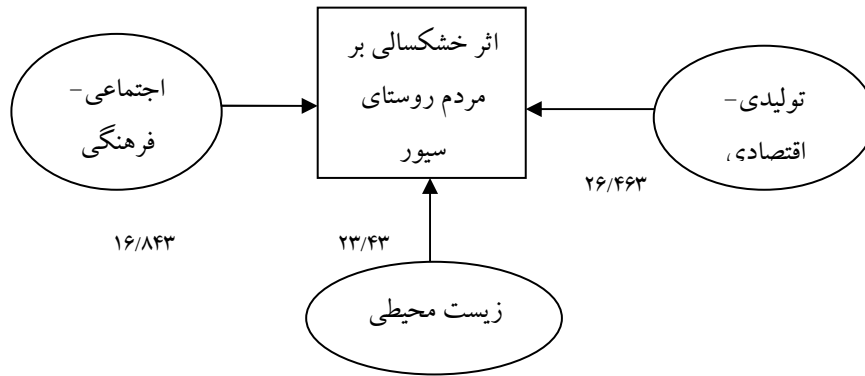 اثر خشکسالی بر
مردم روستای
سیور
تولیدی-
اقتصادی
اجتماعی-
فرهنگی
۲۶/۴۶۳
۲۳/۴۳
۱۶/۸۴۳
زیست محیطی